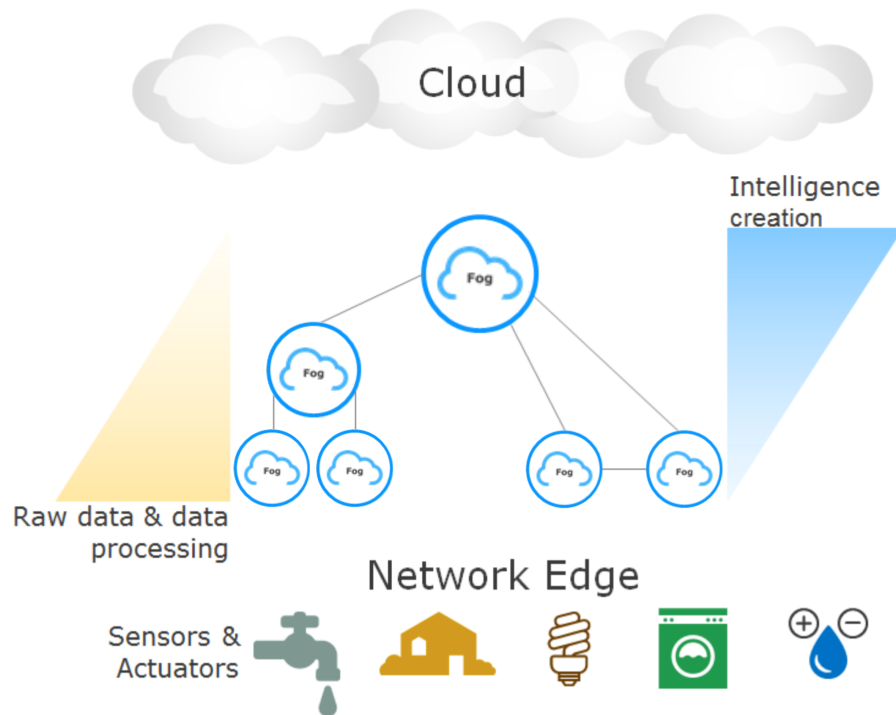 Cloud
Intelligence
creation
Fog
Fog
Fog
Fog
Fog
Fog
Raw data & data
processing
Network Edge
Sensors &
Actuators